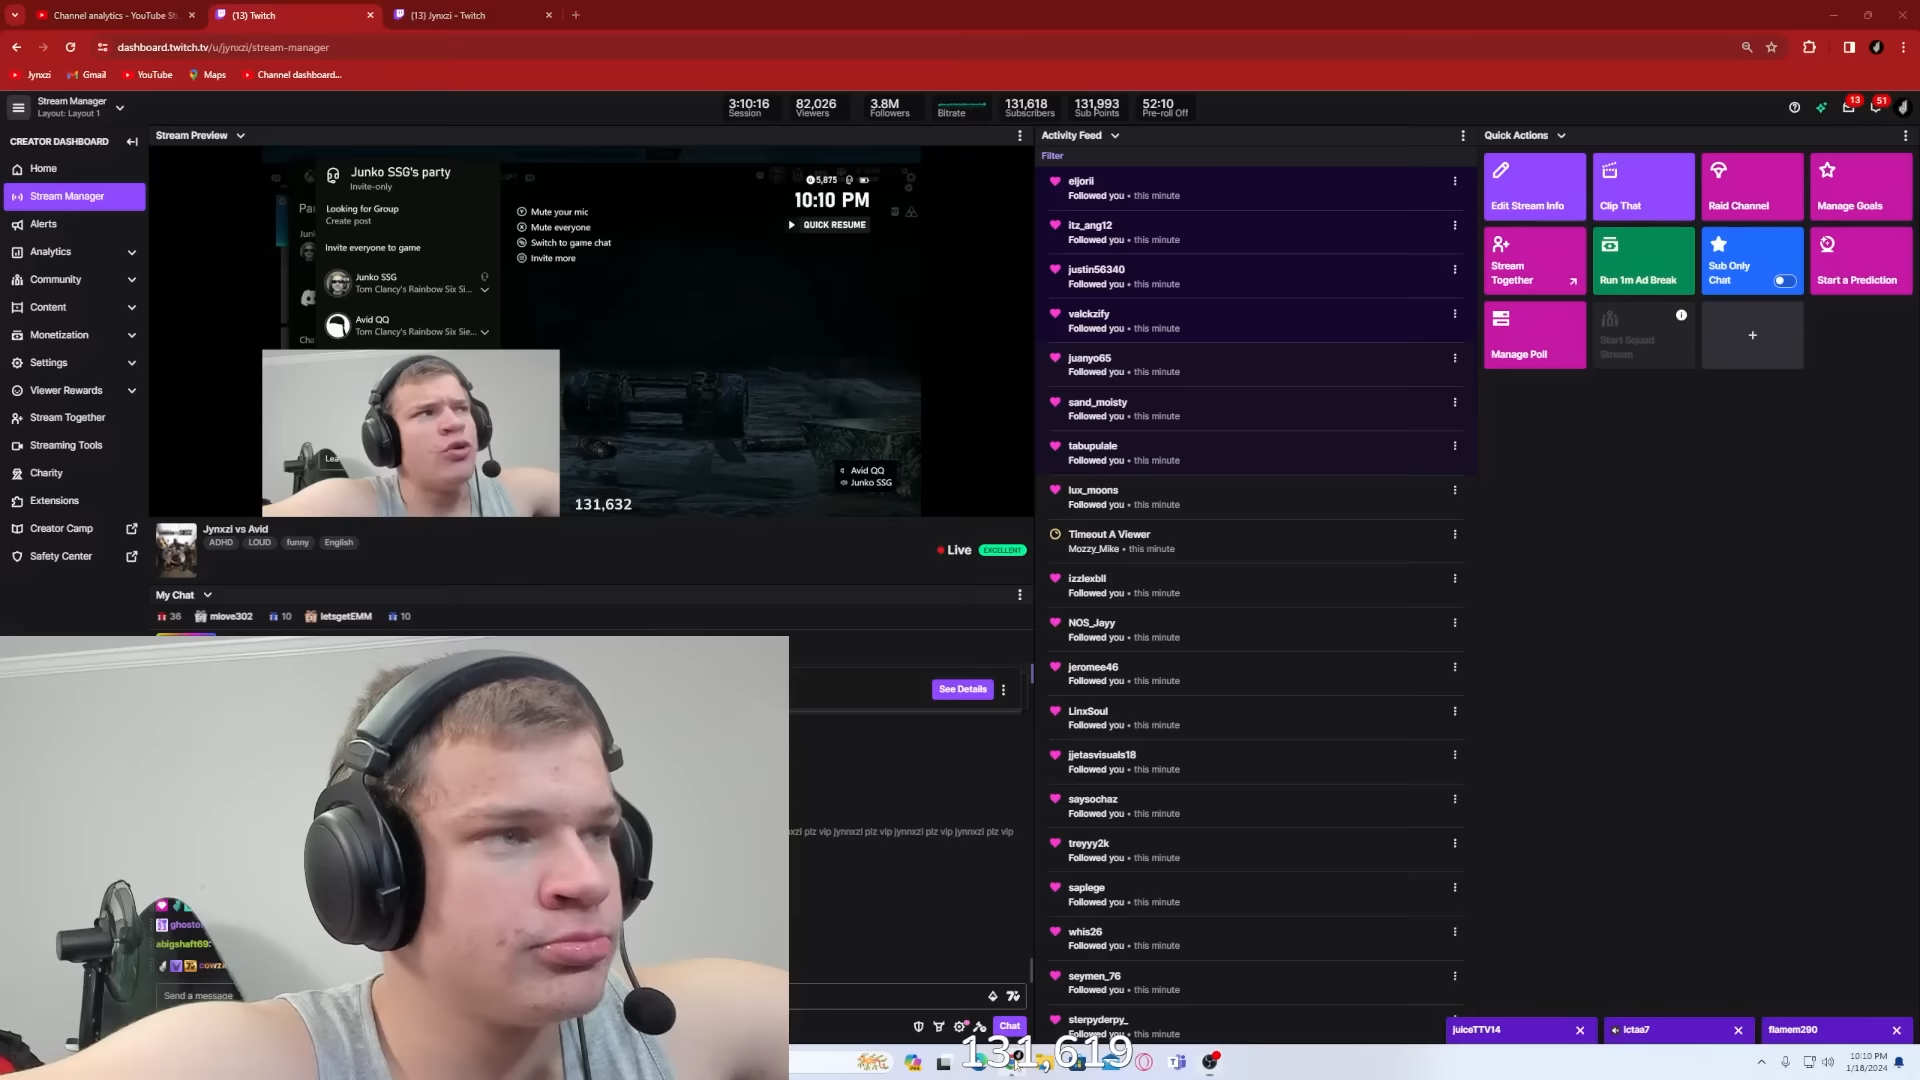 Channel analytics - YouTube St
(13) Twitch
(13) Jynxzi - Twitch
dashboard.twitch.tv/u/jynxzi/stream-manager
Jynxzi
Gmail
YouTube
Maps
Channel dashboard...
Stream Manager
Layout: Layout 1
3:10:16
Session
82,026
Viewers
3.8M
Followers
Bitrate
131,618
Subscribers
131,993
Sub Points
52:10
Pre-roll Off
13
51
CREATOR DASHBOARD
Home
Stream Manager
Alerts
Analytics
Community
Content
Monetization
Settings
Viewer Rewards
Stream Together
Streaming Tools
Charity
Extensions
Creator Camp
Safety Center
Stream Preview
Junko SSG's party
Invite-only
Looking for Group
Create post
Invite everyone to game
Junko SSG
Tom Clancy's Rainbow Six Si...
Avid QQ
Tom Clancy's Rainbow Six Sie...
Mute your mic
Mute everyone
Switch to game chat
Invite more
5,875
10:10 PM
QUICK RESUME
Avid QQ
Junko SSG
131,632
Jynxzi vs Avid
ADHD
LOUD
funny
English
Live
EXCELLENT
My Chat
36
mlove302
10
letsgetEMM
10
See Details
xzi plz vip jynnxzi plz vip jynnxzi plz vip jynnxzi plz vip
abigshaft69:
Send a message
Chat
Activity Feed
Filter
eljorii
Followed you • this minute
itz_ang12
Followed you • this minute
justin56340
Followed you • this minute
valckzify
Followed you • this minute
juanyo65
Followed you • this minute
sand_moisty
Followed you • this minute
tabupulale
Followed you • this minute
lux_moons
Followed you • this minute
Timeout A Viewer
Mozzy_Mike • this minute
izzlexbll
Followed you • this minute
NOS_Jayy
Followed you • this minute
jeromee46
Followed you • this minute
LinxSoul
Followed you • this minute
jjetasvisuals18
Followed you • this minute
saysochaz
Followed you • this minute
treyyy2k
Followed you • this minute
saplege
Followed you • this minute
whis26
Followed you • this minute
seymen_76
Followed you • this minute
sterpyderpy_
Followed you • this minute
Quick Actions
Edit Stream Info
Clip That
Raid Channel
Manage Goals
Stream
Together
Run 1m Ad Break
Sub Only
Chat
Start a Prediction
Manage Poll
Start Squad
Stream
juiceTTV14
ictaa7
flamem290
131,619
10:10 PM
1/18/2024